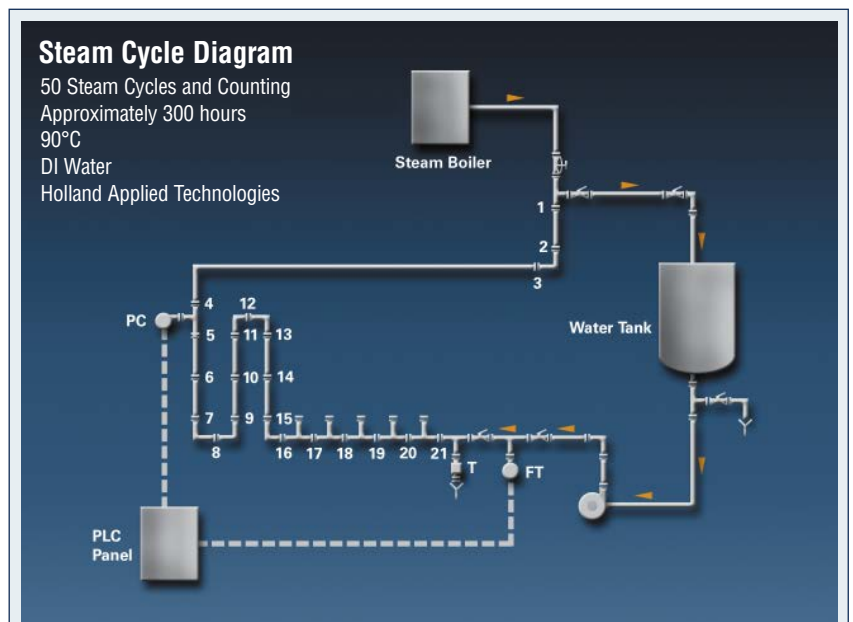 Steam Cycle Diagram
50 Steam Cycles and Counting
Approximately 300 hours
90°C
DI Water
Holland Applied Technologies
Steam Boiler
1
2
3
4
12
PC
5
11
13
Water Tank
6
10
14
7
9
15
8
16
17
18
19
20
21
T
FT
PLC
Panel